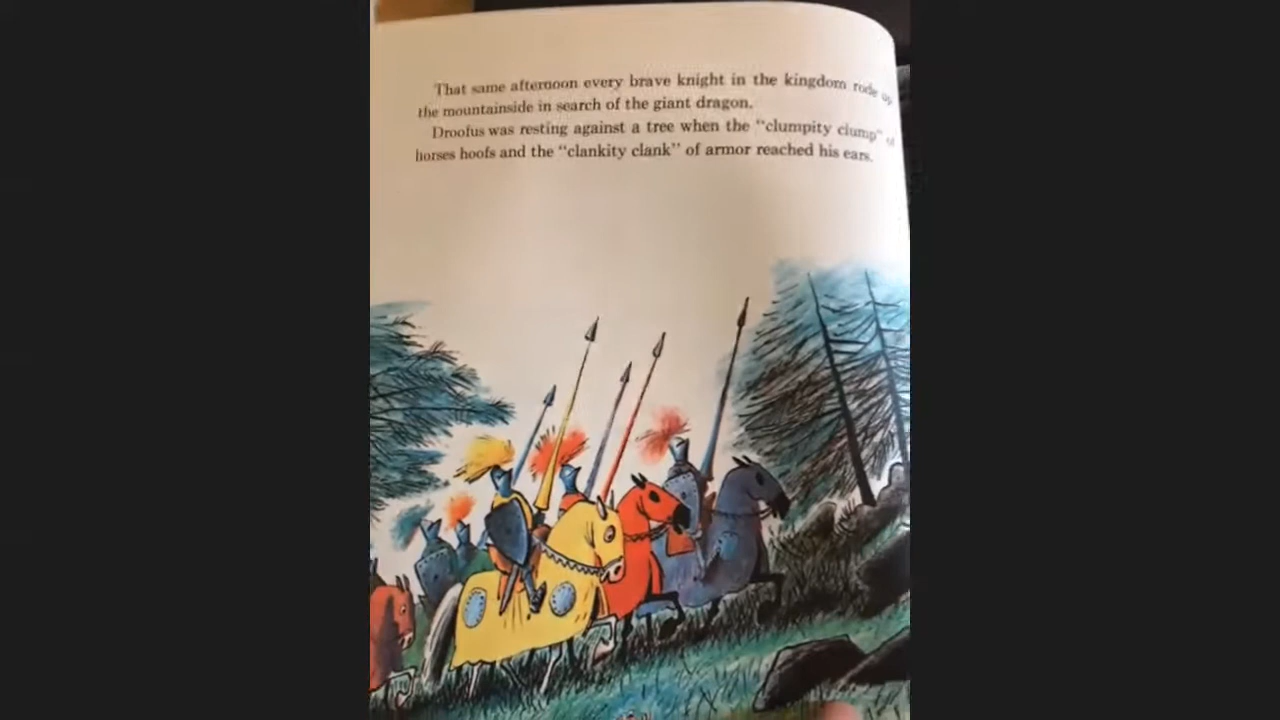 That same afternoon every brave knight in the kingdom rode up
the mountainside in search of the giant dragon.
Droofus was resting against a tree when the “clumpity clump” of
horses hoofs and the “clankity clank” of armor reached his ears.